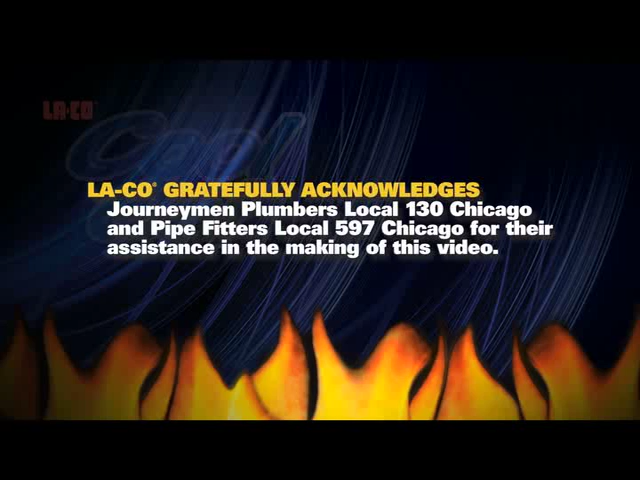 LA-CO
Cool
LA-CO® GRATEFULLY ACKNOWLEDGES
Journeymen Plumbers Local 130 Chicago
and Pipe Fitters Local 597 Chicago for their
assistance in the making of this video.